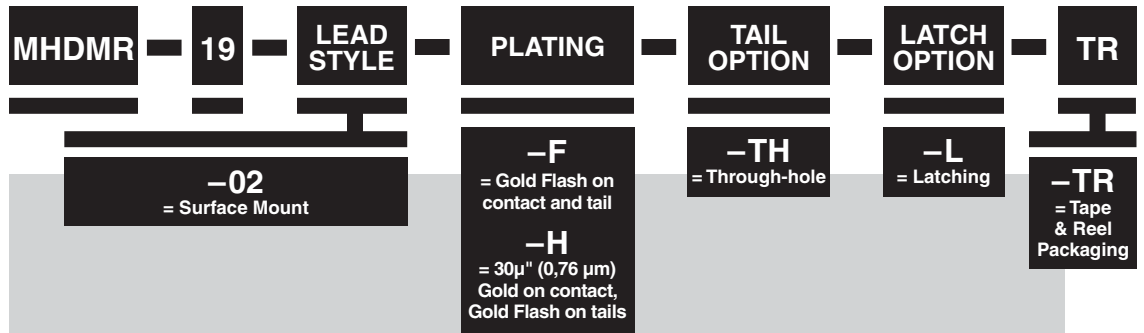 MHDMR – 19 – LEAD STYLE – PLATING – TAIL OPTION – LATCH OPTION – TR
–02
= Surface Mount
–F
= Gold Flash on
contact and tail
–H
= 30µ" (0,76 µm)
Gold on contact,
Gold Flash on tails
–TH
= Through-hole
–L
= Latching
–TR
= Tape
& Reel
Packaging